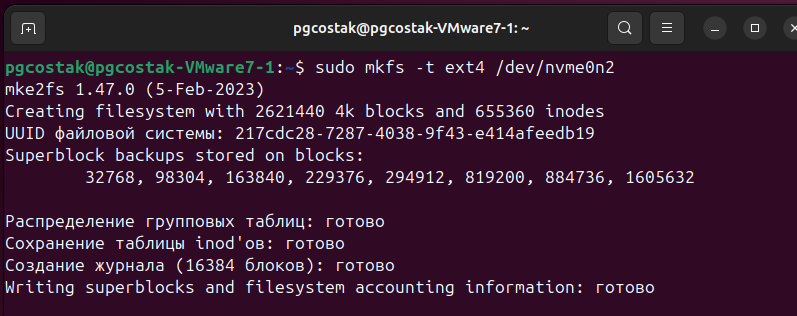 pgcostak@pgcostak-VMware7-1: ~
pgcostak@pgcostak-VMware7-1:~$ sudo mkfs -t ext4 /dev/nvme0n2
mke2fs 1.47.0 (5-Feb-2023)
Creating filesystem with 2621440 4k blocks and 655360 inodes
UUID файловой системы: 217cdc28-7287-4038-9f43-e414afeedb19
Superblock backups stored on blocks:
        32768, 98304, 163840, 229376, 294912, 819200, 884736, 1605632

Распределение групповых таблиц: готово
Сохранение таблицы inod'ов: готово
Создание журнала (16384 блоков): готово
Writing superblocks and filesystem accounting information: готово